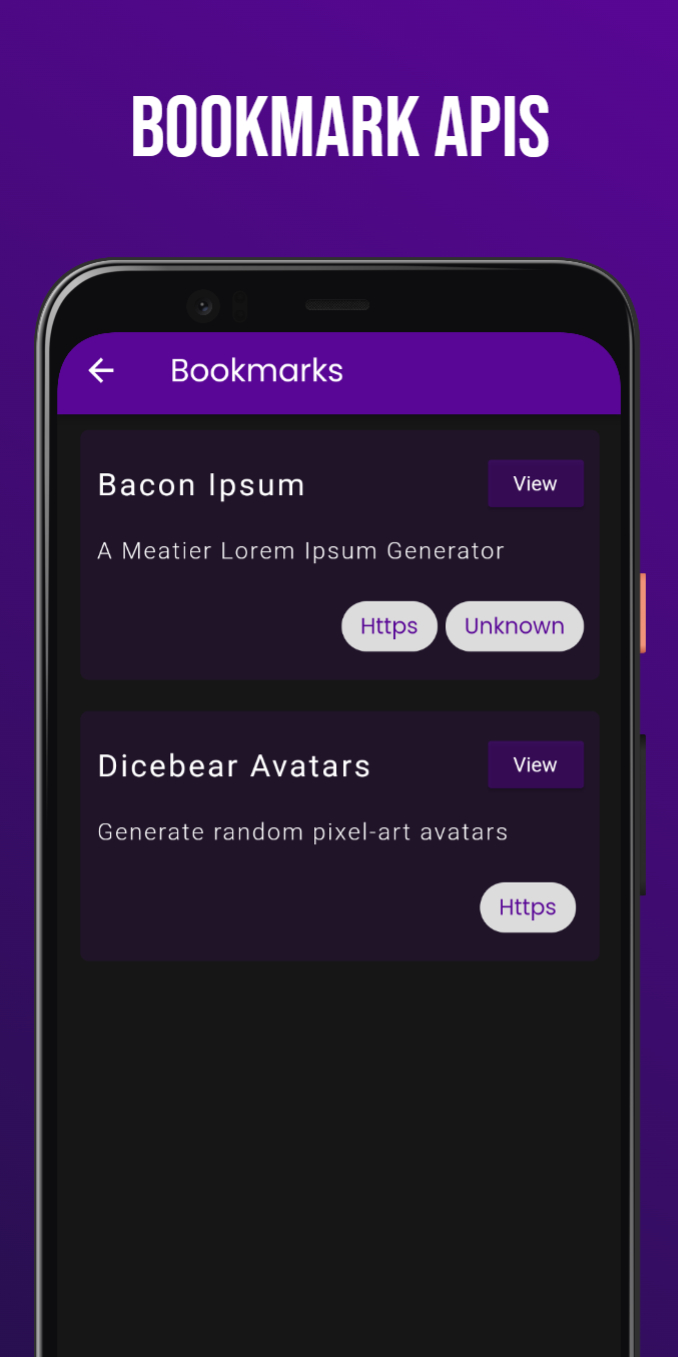 BOOKMARK APIS
Bookmarks
Bacon Ipsum
View
A Meatier Lorem Ipsum Generator
Https
Unknown
Dicebear Avatars
View
Generate random pixel-art avatars
Https